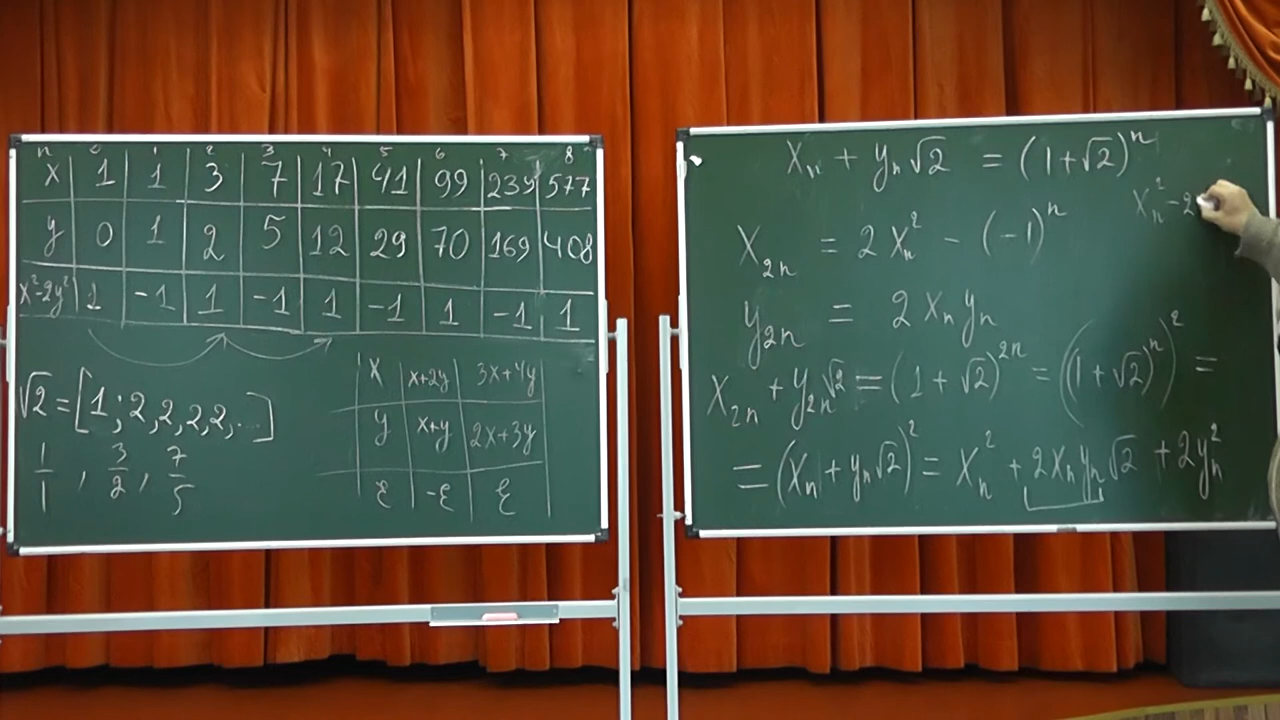 n 0 1 2 3 4 5 6 7 8
x 1 1 3 7 17 41 99 239 577
y 0 1 2 5 12 29 70 169 408
x²-2y² 1 -1 1 -1 1 -1 1 -1 1
√2 = [1; 2, 2, 2, 2, ...]
1/1, 3/2, 7/5
x x+2y 3x+4y
y x+y 2x+3y
ε -ε ε
xₙ + yₙ√2 = (1+√2)ⁿ
xₙ² - 2
x₂ₙ = 2xₙ² - (-1)ⁿ
y₂ₙ = 2xₙyₙ
x₂ₙ + y₂ₙ√2 = (1+√2)²ⁿ = ((1+√2)ⁿ)² =
= (xₙ + yₙ√2)² = xₙ² + 2xₙyₙ√2 + 2yₙ²